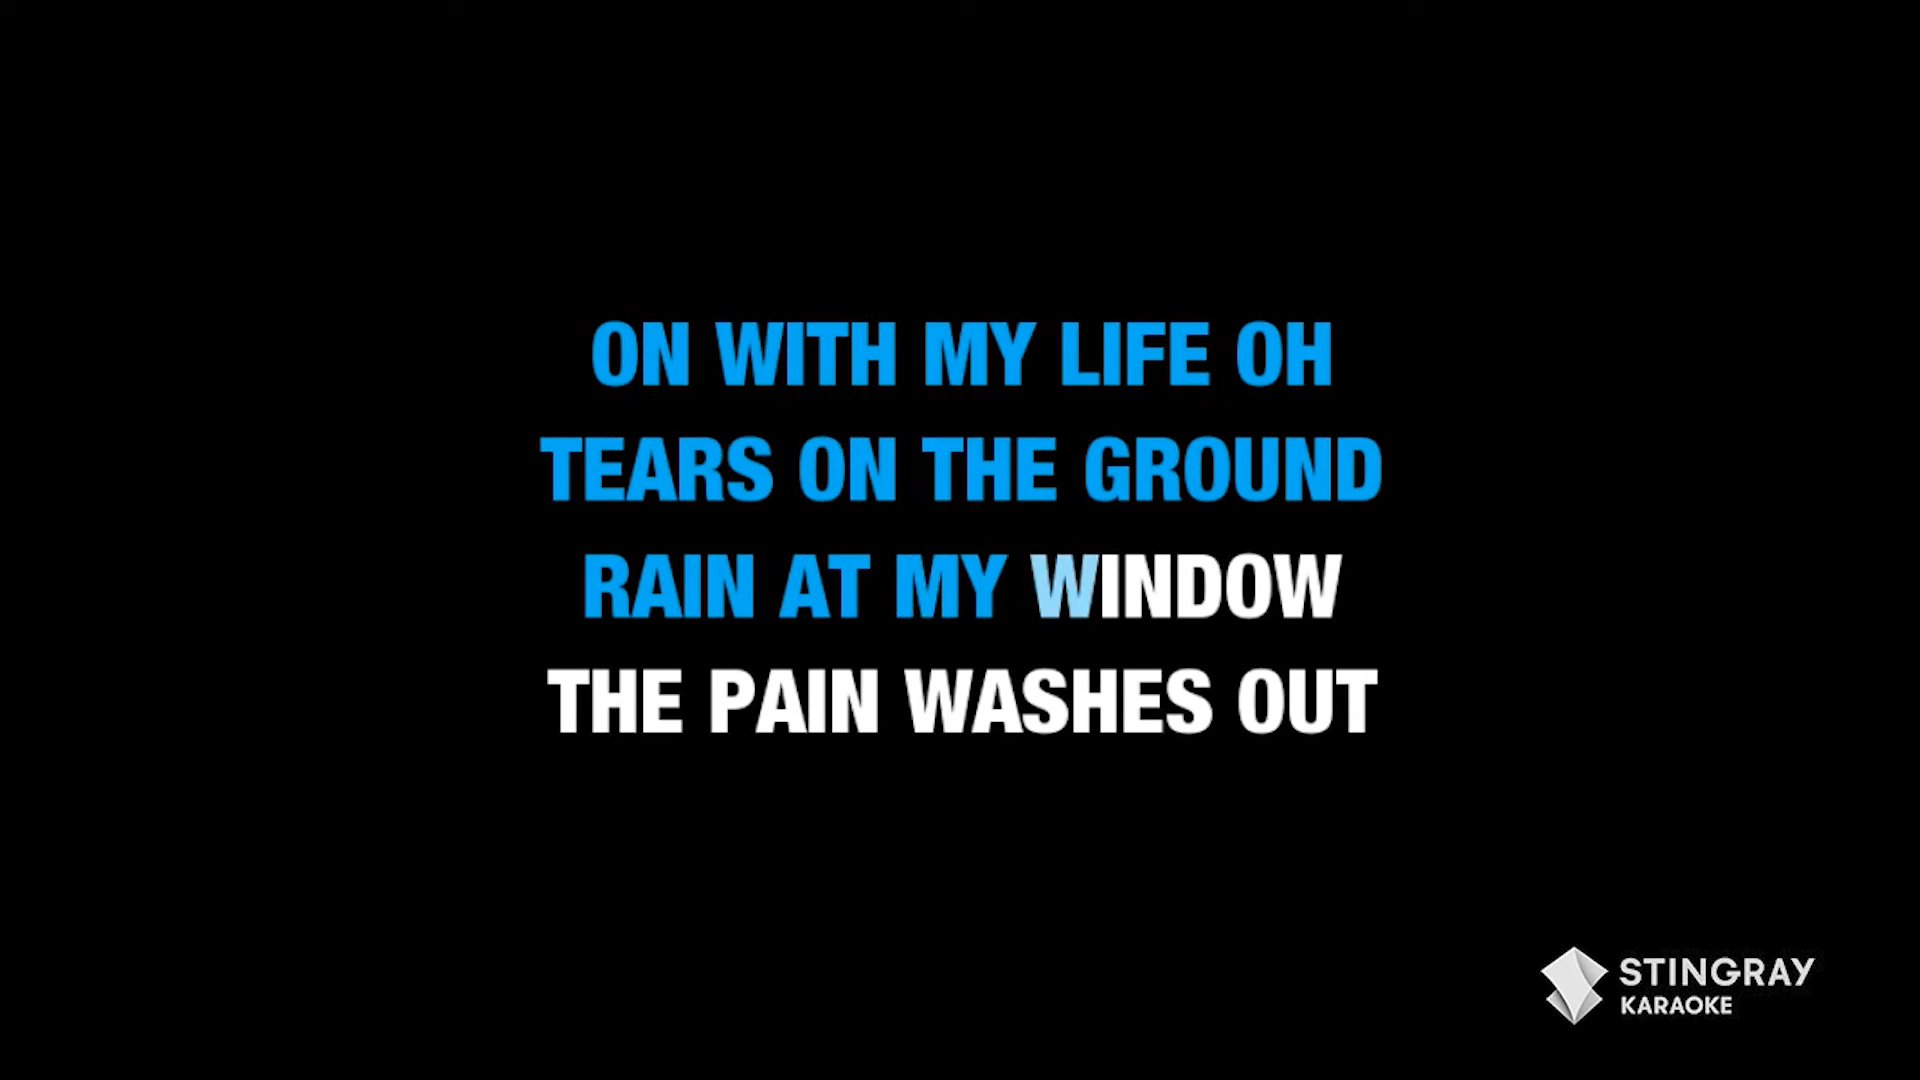 ON WITH MY LIFE OH
TEARS ON THE GROUND
RAIN AT MY WINDOW
THE PAIN WASHES OUT
STINGRAY
KARAOKE